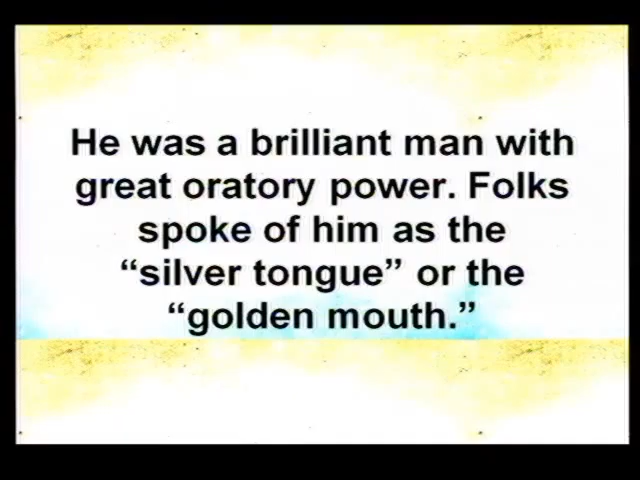 He was a brilliant man with
great oratory power. Folks
spoke of him as the
“silver tongue” or the
“golden mouth.”